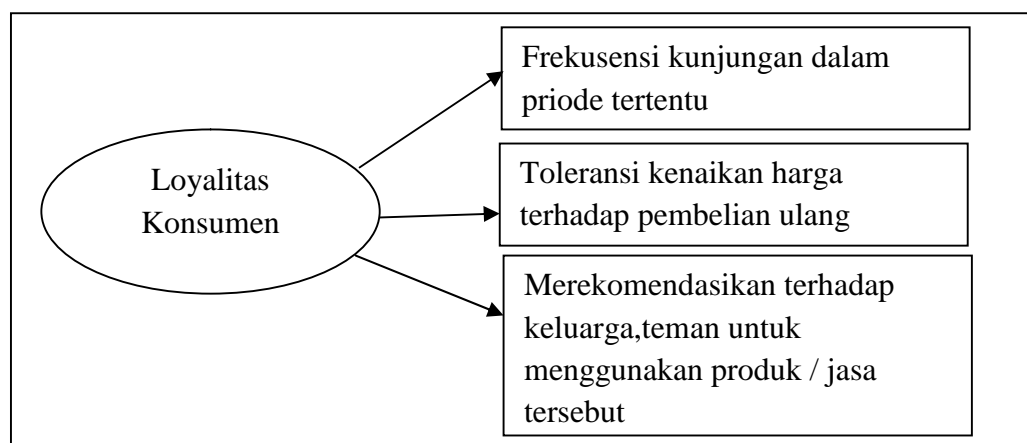 Loyalitas
Konsumen
Frekusensi kunjungan dalam
priode tertentu
Toleransi kenaikan harga
terhadap pembelian ulang
Merekomendasikan terhadap
keluarga,teman untuk
menggunakan produk / jasa
tersebut